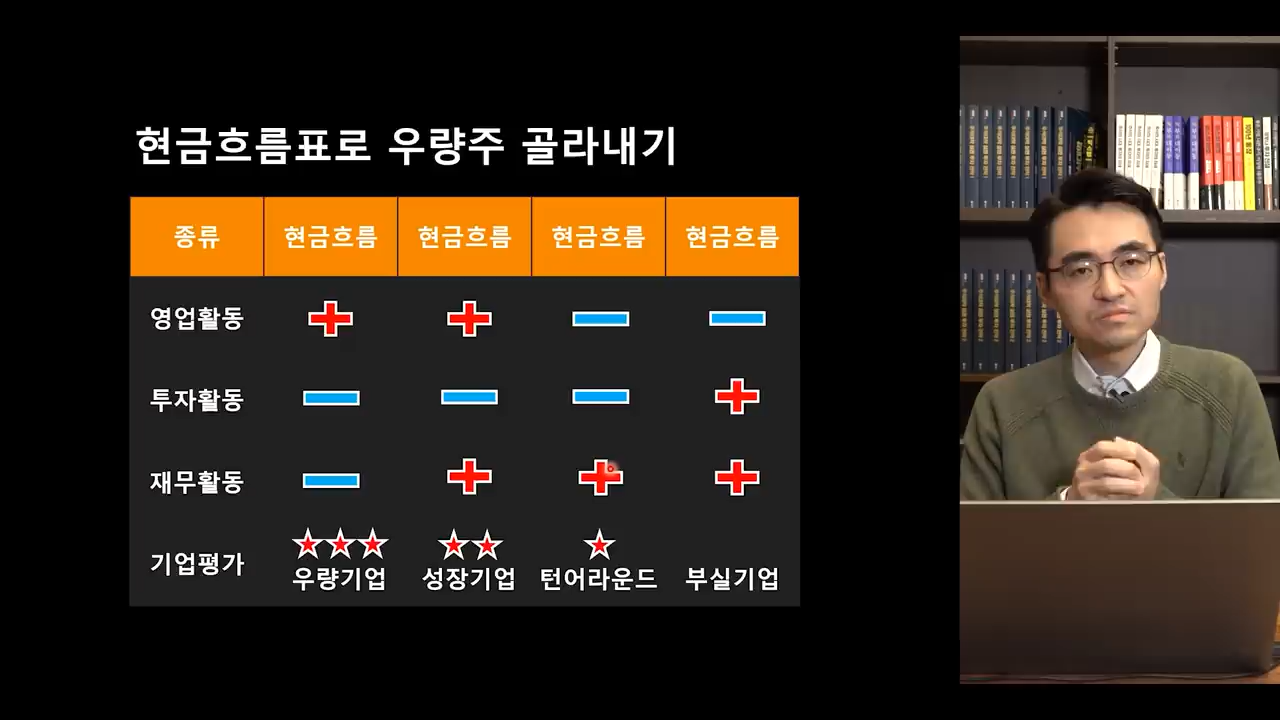 현금흐름표로 우량주 골라내기
종류 현금흐름 현금흐름 현금흐름 현금흐름
영업활동
투자활동
재무활동
기업평가 우량기업 성장기업 턴어라운드 부실기업